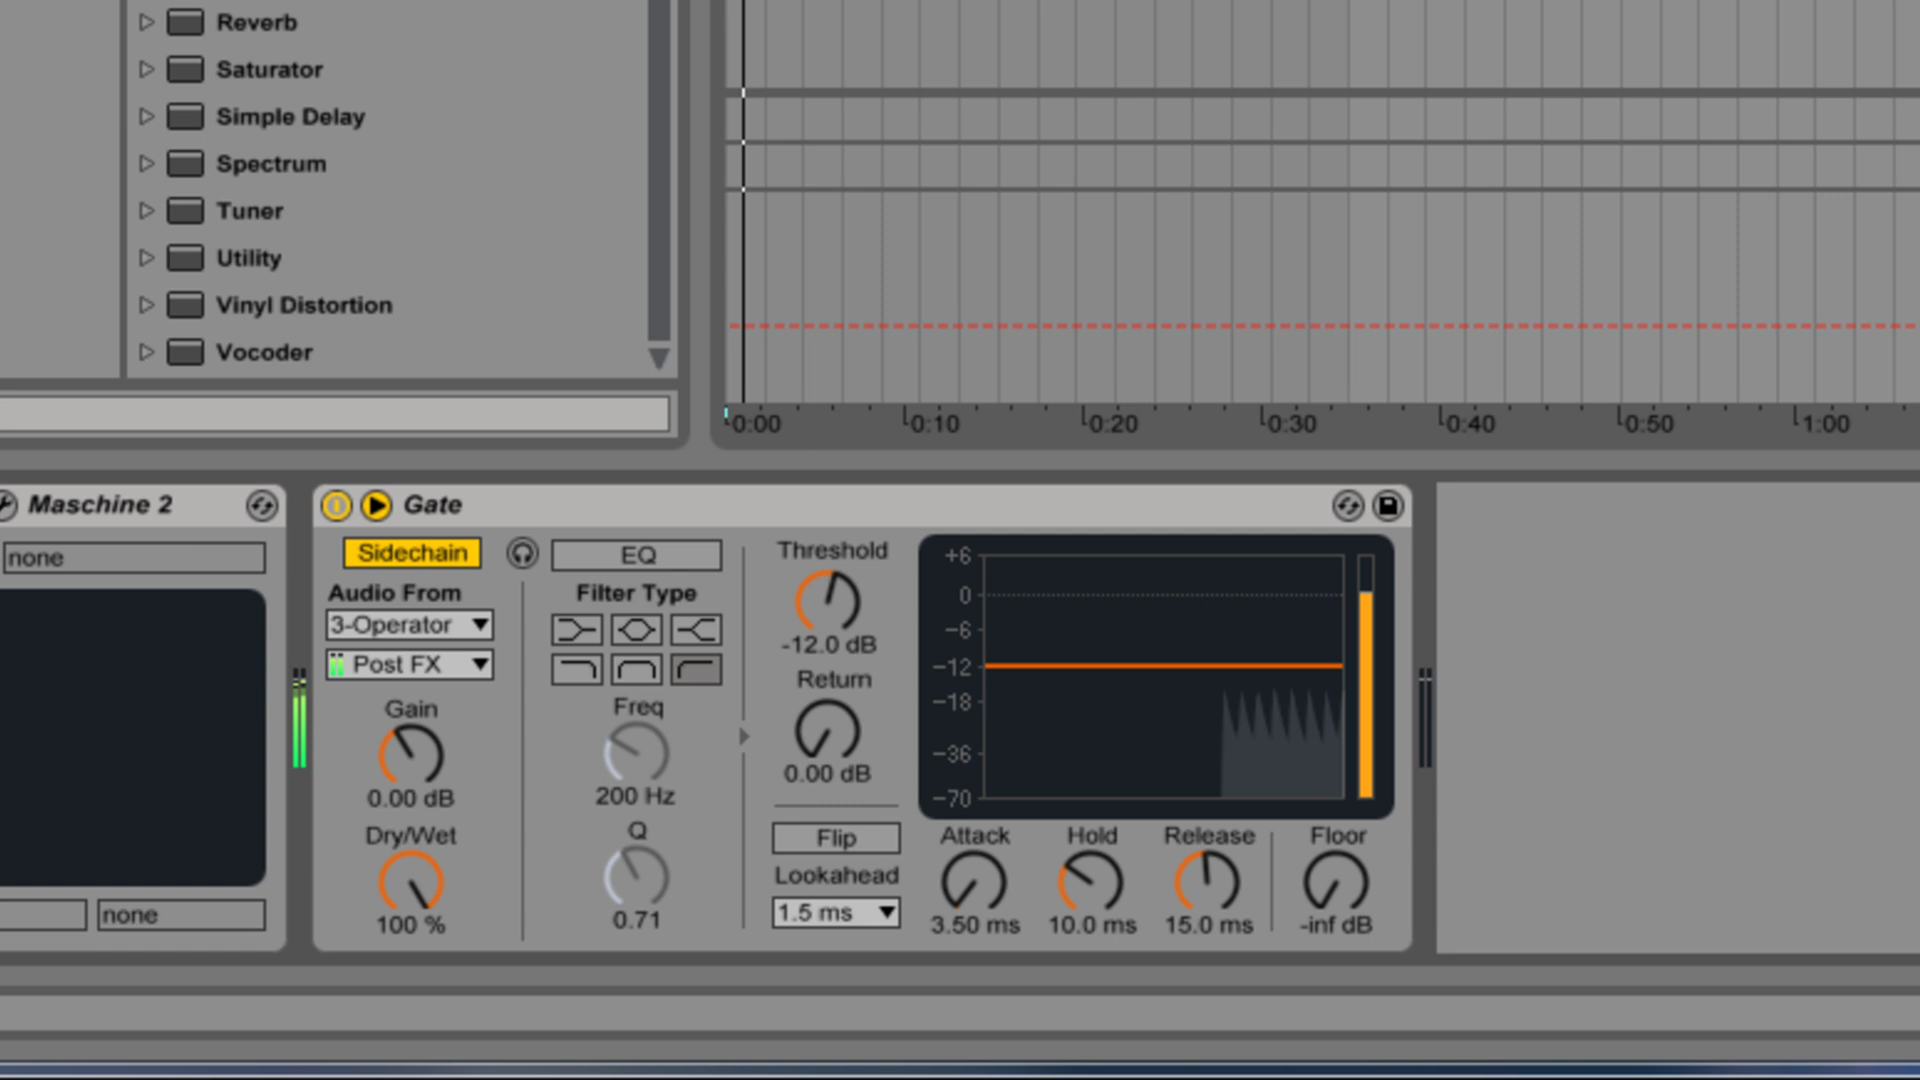 Reverb
Saturator
Simple Delay
Spectrum
Tuner
Utility
Vinyl Distortion
Vocoder
0:00 0:10 0:20 0:30 0:40 0:50 1:00
Maschine 2
none
none
Gate
Sidechain
Audio From
3-Operator
Post FX
Gain
0.00 dB
Dry/Wet
100 %
EQ
Filter Type
Freq
200 Hz
Q
0.71
Threshold
-12.0 dB
Return
0.00 dB
Flip
Lookahead
1.5 ms
+6
0
-6
-12
-18
-36
-70
Attack Hold Release Floor
3.50 ms 10.0 ms 15.0 ms -inf dB